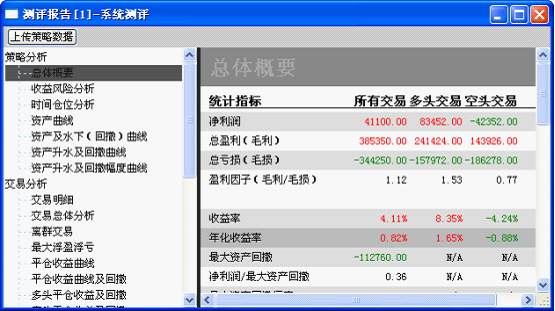 测评报告[1]-系统测评
上传策略数据
策略分析
总体概要
收益风险分析
时间仓位分析
资产曲线
资产及水下(回撤)曲线
资产升水及回撤曲线
资产升水及回撤幅度曲线
交易分析
交易明细
交易总体分析
离群交易
最大浮盈浮亏
平仓收益曲线
平仓收益曲线及回撤
多头平仓收益及回撤
总体概要
统计指标 所有交易 多头交易 空头交易
净利润 41100.00 83452.00 -42352.00
总盈利(毛利) 385350.00 241424.00 143926.00
总亏损(毛损) -344250.00 -157972.00 -186278.00
盈利因子(毛利/毛损) 1.12 1.53 0.77
收益率 4.11% 8.35% -4.24%
年化收益率 0.82% 1.65% -0.88%
最大资产回撤 -112760.00 N/A N/A
净利润/最大资产回撤 0.36 N/A N/A